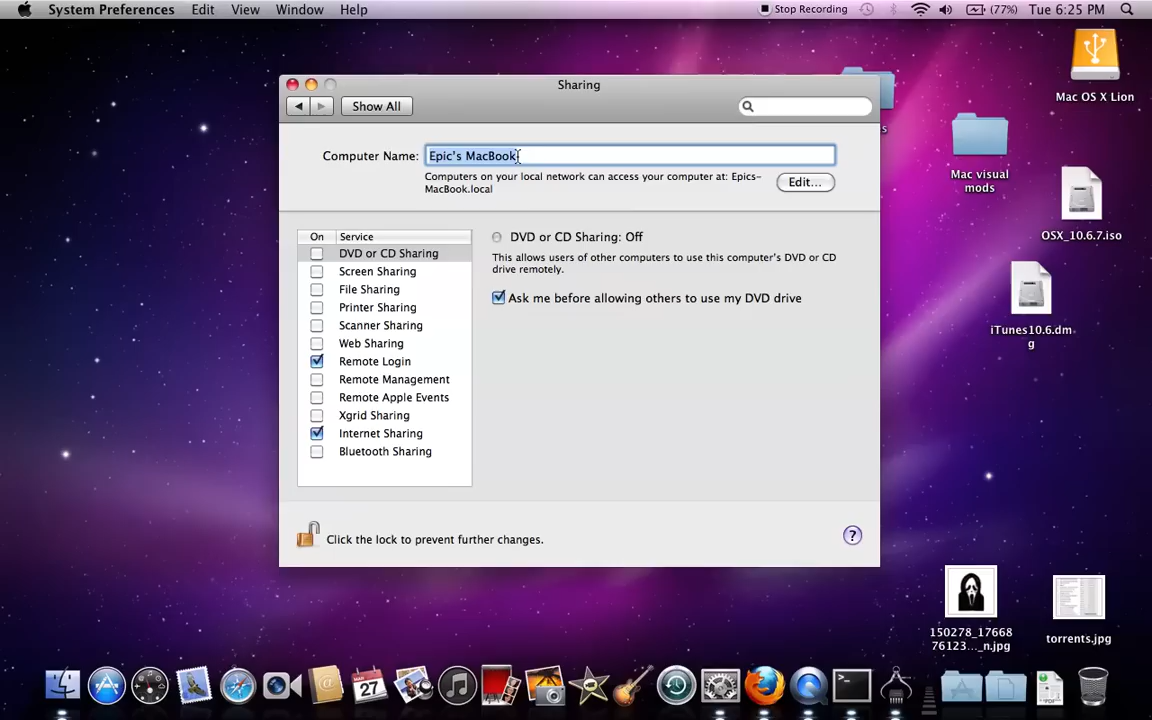 System Preferences Edit View Window Help Stop Recording (77%) Tue 6:25 PM
Sharing
Show All
Computer Name: Epic's MacBook
Computers on your local network can access your computer at: Epics-
MacBook.local
Edit...
On Service
DVD or CD Sharing
Screen Sharing
File Sharing
Printer Sharing
Scanner Sharing
Web Sharing
Remote Login
Remote Management
Remote Apple Events
Xgrid Sharing
Internet Sharing
Bluetooth Sharing
DVD or CD Sharing: Off
This allows users of other computers to use this computer's DVD or CD
drive remotely.
Ask me before allowing others to use my DVD drive
Click the lock to prevent further changes.
?
s
Mac OS X Lion
Mac visual
mods
OSX_10.6.7.iso
iTunes10.6.dm
g
150278_17668
76123..._n.jpg
torrents.jpg
MAR
27